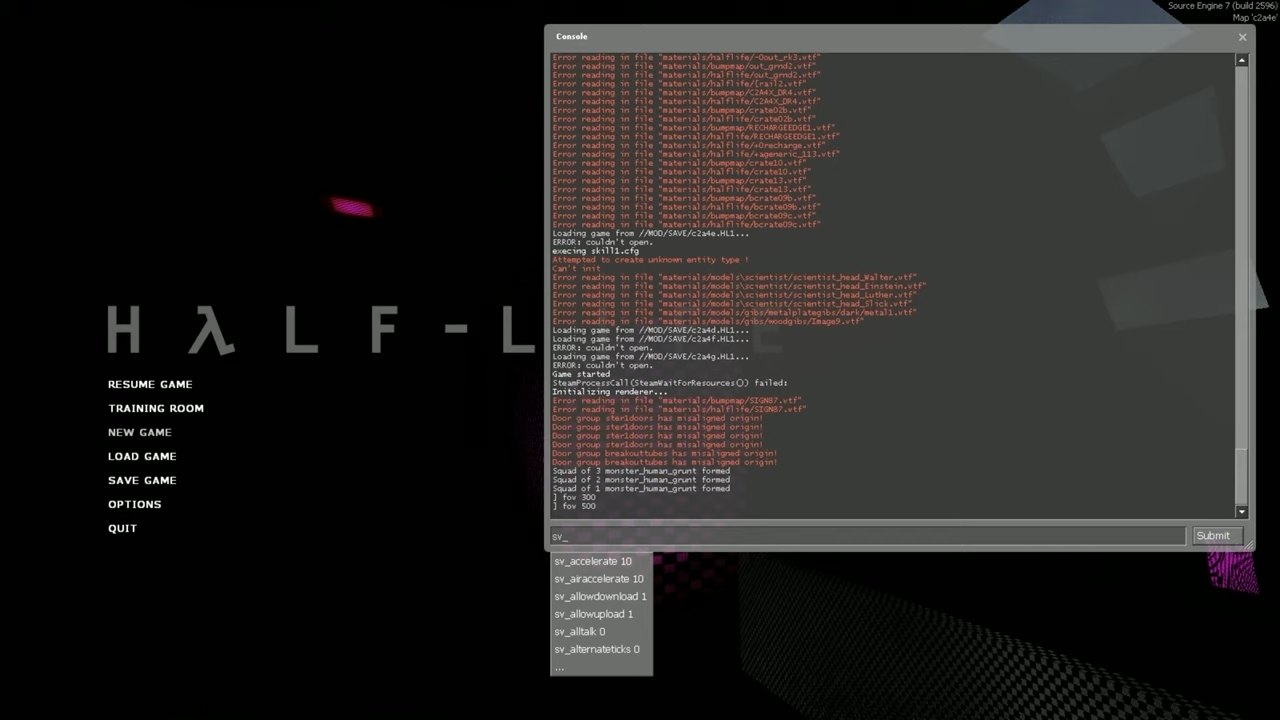 Source Engine 7 (build 2596)
Map 'c2a4e'
Console
Error reading in file "materials/halflife/-0out_rk3.vtf"
Error reading in file "materials/bumpmap/out_grnd2.vtf"
Error reading in file "materials/halflife/out_grnd2.vtf"
Error reading in file "materials/halflife/{rail2.vtf"
Error reading in file "materials/bumpmap/C2A4X_DR4.vtf"
Error reading in file "materials/halflife/C2A4X_DR4.vtf"
Error reading in file "materials/bumpmap/crate02b.vtf"
Error reading in file "materials/halflife/crate02b.vtf"
Error reading in file "materials/bumpmap/RECHARGEEDGE1.vtf"
Error reading in file "materials/halflife/RECHARGEEDGE1.vtf"
Error reading in file "materials/halflife/+0recharge.vtf"
Error reading in file "materials/halflife/+ageneric_113.vtf"
Error reading in file "materials/bumpmap/crate10.vtf"
Error reading in file "materials/halflife/crate10.vtf"
Error reading in file "materials/bumpmap/crate13.vtf"
Error reading in file "materials/halflife/crate13.vtf"
Error reading in file "materials/bumpmap/bcrate09b.vtf"
Error reading in file "materials/halflife/bcrate09b.vtf"
Error reading in file "materials/bumpmap/bcrate09c.vtf"
Error reading in file "materials/halflife/bcrate09c.vtf"
Loading game from //MOD/SAVE/c2a4e.HL1...
ERROR: couldn't open.
execing skill1.cfg
Attempted to create unknown entity type !
Can't init
Error reading in file "materials/models\scientist/scientist_head_Walter.vtf"
Error reading in file "materials/models\scientist/scientist_head_Einstein.vtf"
Error reading in file "materials/models\scientist/scientist_head_Luther.vtf"
Error reading in file "materials/models\scientist/scientist_head_Slick.vtf"
Error reading in file "materials/models/gibs/metalplategibs/dark/metal1.vtf"
Error reading in file "materials/models/gibs/woodgibs/Image9.vtf"
Loading game from //MOD/SAVE/c2a4d.HL1...
Loading game from //MOD/SAVE/c2a4f.HL1...
ERROR: couldn't open.
Loading game from //MOD/SAVE/c2a4g.HL1...
ERROR: couldn't open.
Game started
SteamProcessCall(SteamWaitForResources()) failed:
Initializing renderer...
Error reading in file "materials/bumpmap/SIGN87.vtf"
Error reading in file "materials/halflife/SIGN87.vtf"
Door group ster1doors has misaligned origin!
Door group ster1doors has misaligned origin!
Door group ster1doors has misaligned origin!
Door group ster1doors has misaligned origin!
Door group breakouttubes has misaligned origin!
Door group breakouttubes has misaligned origin!
Squad of 3 monster_human_grunt formed
Squad of 2 monster_human_grunt formed
Squad of 1 monster_human_grunt formed
] fov 300
] fov 500
sv_
Submit
sv_accelerate 10
sv_airaccelerate 10
sv_allowdownload 1
sv_allowupload 1
sv_alltalk 0
sv_alternateticks 0
...
H λ L F - L E
RESUME GAME
TRAINING ROOM
NEW GAME
LOAD GAME
SAVE GAME
OPTIONS
QUIT